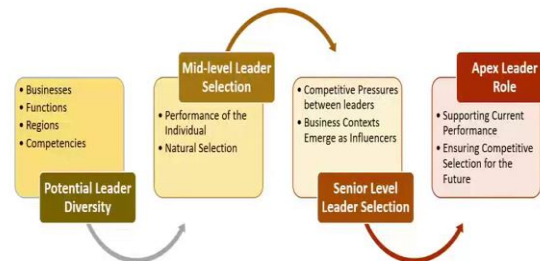 • Businesses
• Functions
• Regions
• Competencies
Potential Leader
Diversity
Mid-level Leader
Selection
• Performance of the
Individual
• Natural Selection
• Competitive Pressures
between leaders
• Business Contexts
Emerge as Influencers
Senior Level
Leader Selection
Apex Leader
Role
• Supporting Current
Performance
• Ensuring Competitive
Selection for the
Future